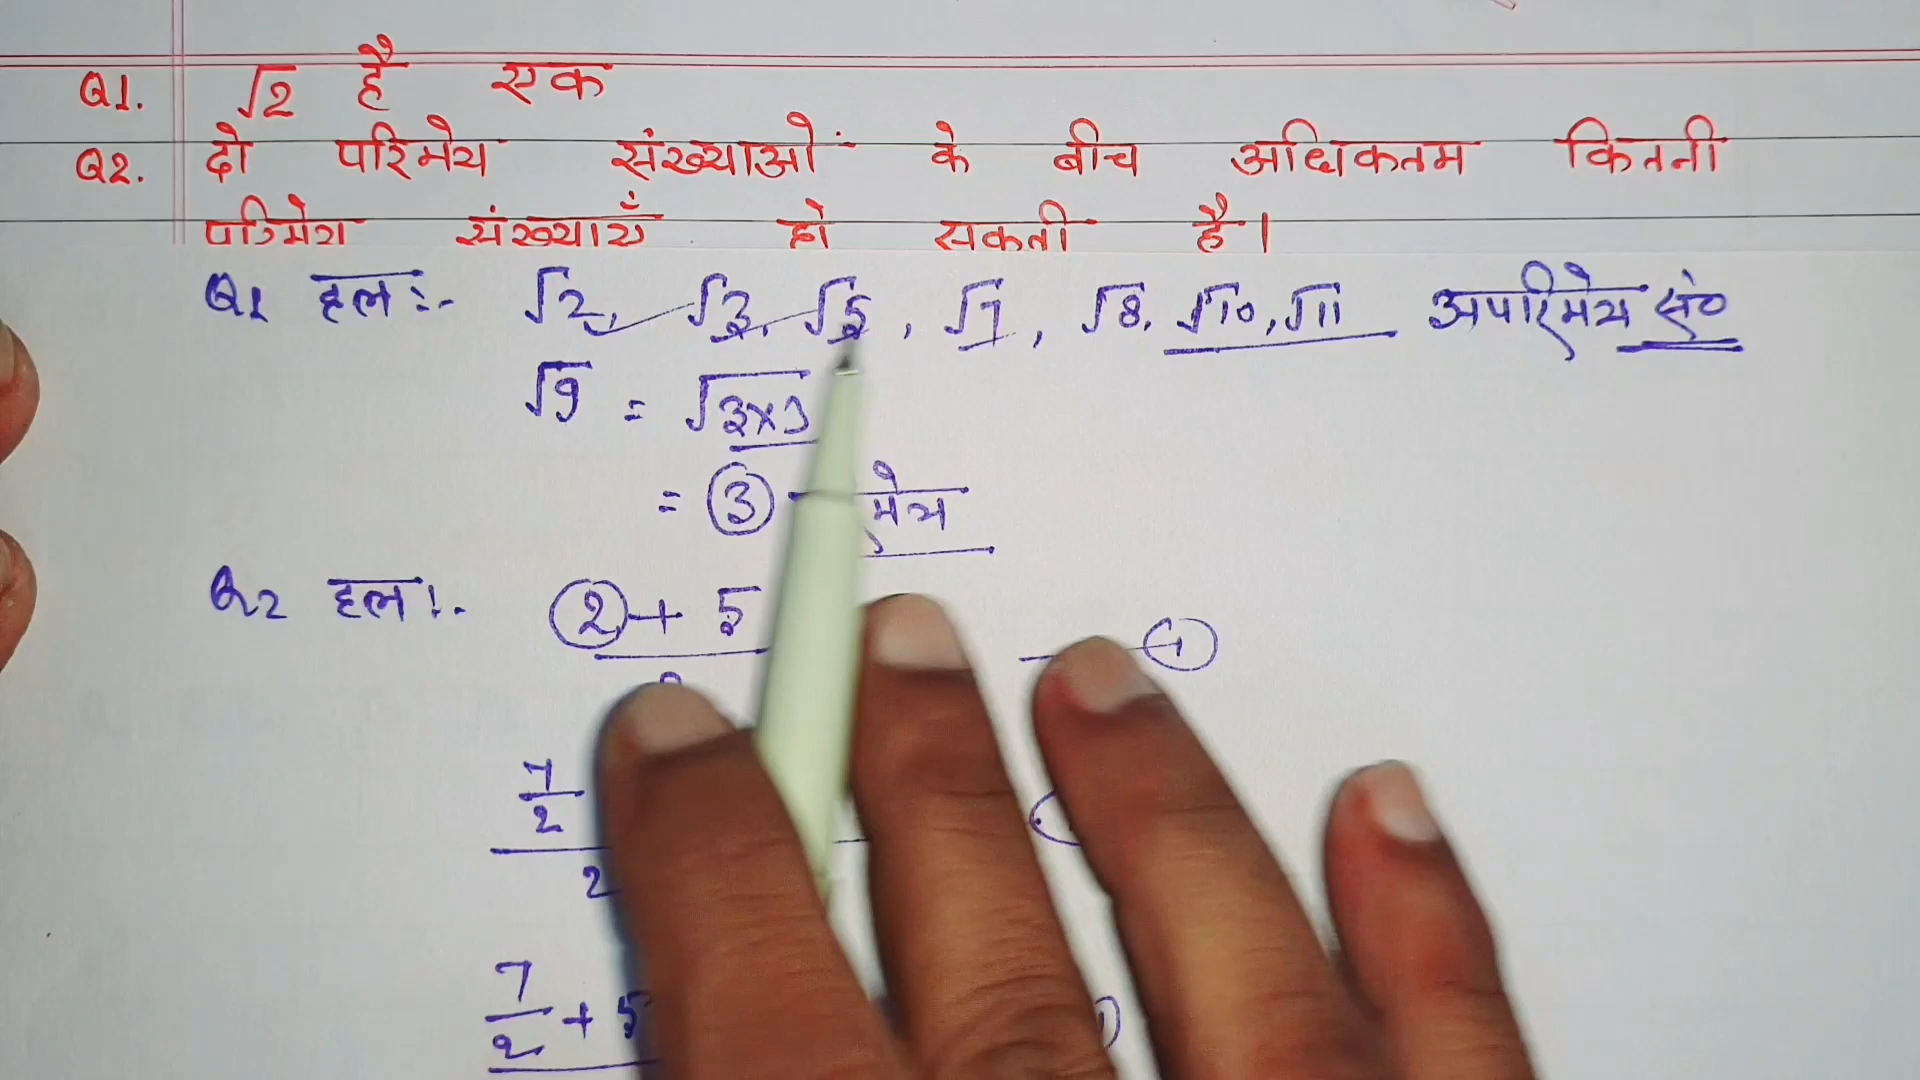 Q1. √2 है एक
Q2. दो परिमेय संख्याओं के बीच अधिकतम कितनी
परिमेय संख्याएँ हो सकती है।
Q1 हल:- √2, √3, √5, √7, √8, √10, √11 अपरिमेय सं०
√9 = √3×3
= 3 मेय
Q2 हल:- 2 + 5
7/2
2
7/2 + 5